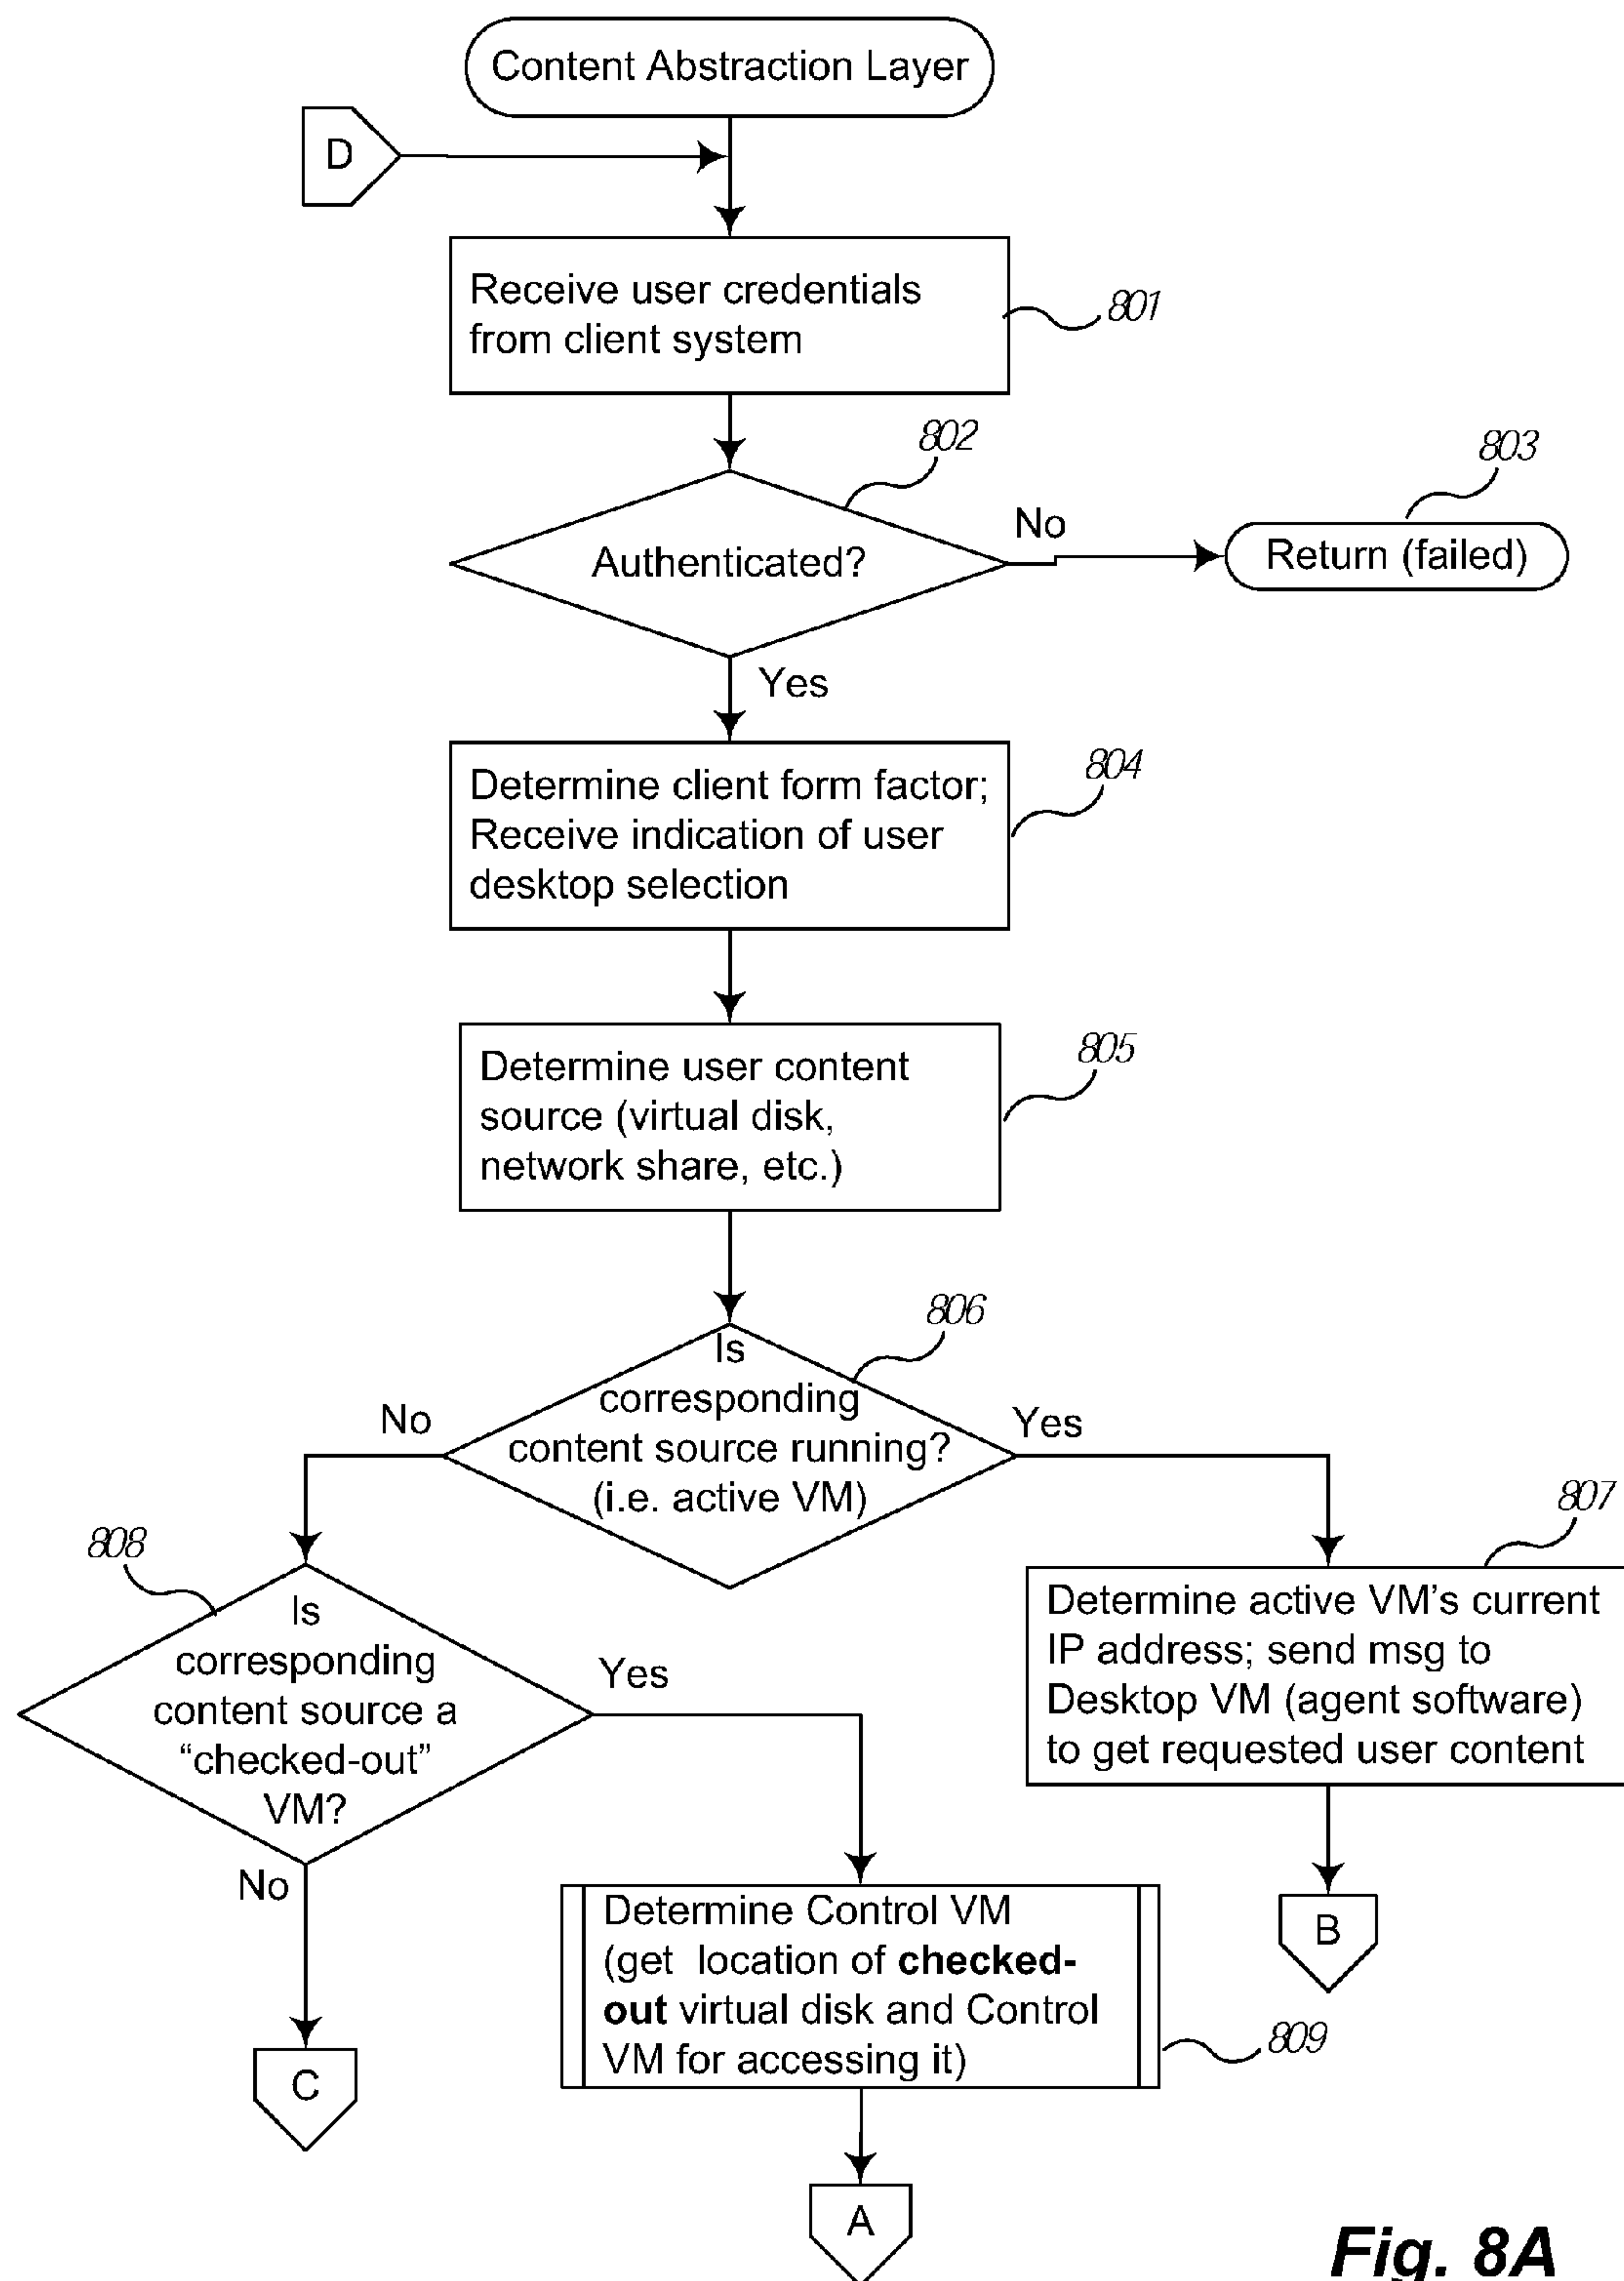 Content Abstraction Layer
D
Receive user credentials
from client system
801
802
Authenticated?
No
803
Return (failed)
Yes
804
Determine client form factor;
Receive indication of user
desktop selection
805
Determine user content
source (virtual disk,
network share, etc.)
806
Is
corresponding
content source running?
(i.e. active VM)
No
Yes
807
Determine active VM’s current
IP address; send msg to
Desktop VM (agent software)
to get requested user content
B
808
Is
corresponding
content source a
“checked-out”
VM?
Yes
No
C
Determine Control VM
(get location of checked-
out virtual disk and Control
VM for accessing it)
809
A
Fig. 8A